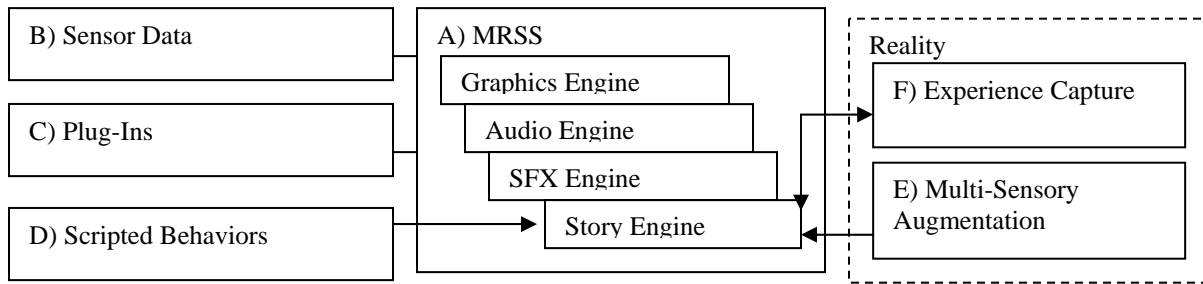 B) Sensor Data
C) Plug-Ins
D) Scripted Behaviors
A) MRSS
Graphics Engine
Audio Engine
SFX Engine
Story Engine
Reality
F) Experience Capture
E) Multi-Sensory
Augmentation